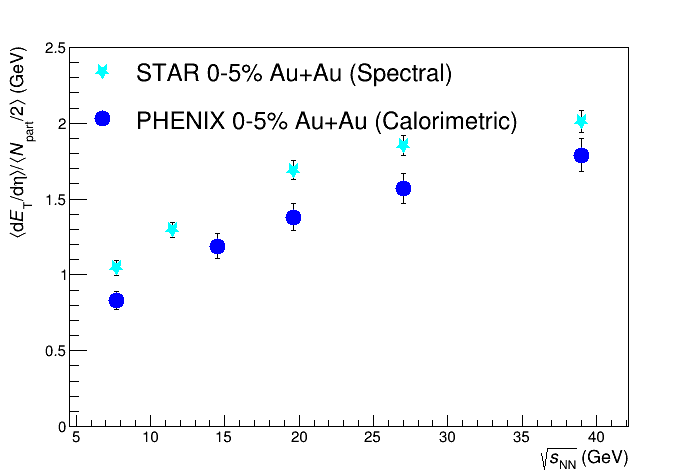 ⟨dE_T/dη⟩/⟨N_part/2⟩ (GeV)
2.5
2
1.5
1
0.5
0
STAR 0-5% Au+Au (Spectral)
PHENIX 0-5% Au+Au (Calorimetric)
5 10 15 20 25 30 35 40
√s_NN (GeV)